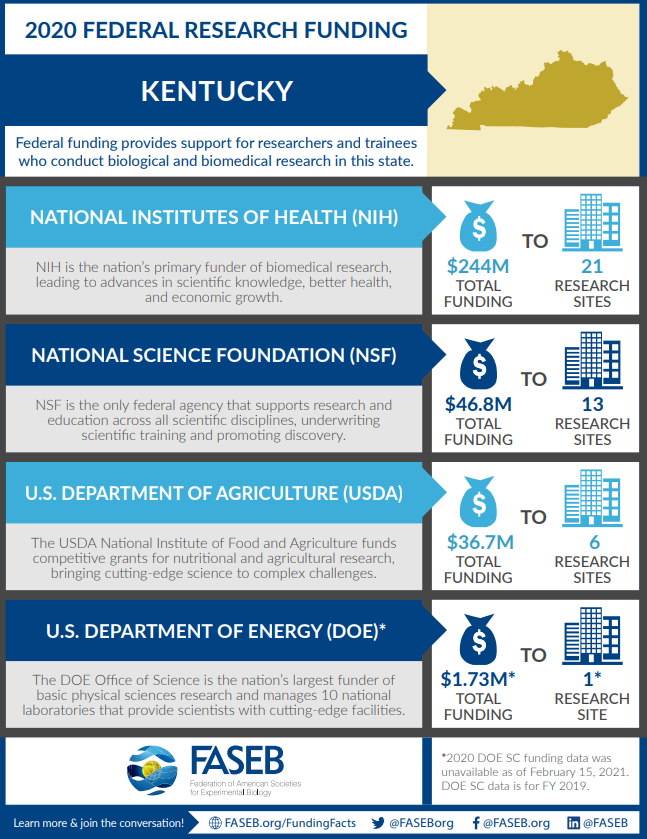 2020 FEDERAL RESEARCH FUNDING
KENTUCKY
Federal funding provides support for researchers and trainees
who conduct biological and biomedical research in this state.
NATIONAL INSTITUTES OF HEALTH (NIH)
NIH is the nation's primary funder of biomedical research,
leading to advances in scientific knowledge, better health,
and economic growth.
$
$244M
TOTAL
FUNDING
TO
21
RESEARCH
SITES
NATIONAL SCIENCE FOUNDATION (NSF)
NSF is the only federal agency that supports research and
education across all scientific disciplines, underwriting
scientific training and promoting discovery.
$
$46.8M
TOTAL
FUNDING
TO
13
RESEARCH
SITES
U.S. DEPARTMENT OF AGRICULTURE (USDA)
The USDA National Institute of Food and Agriculture funds
competitive grants for nutritional and agricultural research,
bringing cutting-edge science to complex challenges.
$
$36.7M
TOTAL
FUNDING
TO
6
RESEARCH
SITES
U.S. DEPARTMENT OF ENERGY (DOE)*
The DOE Office of Science is the nation's largest funder of
basic physical sciences research and manages 10 national
laboratories that provide scientists with cutting-edge facilities.
$
$1.73M*
TOTAL
FUNDING
TO
1*
RESEARCH
SITE
FASEB
Federation of American Societies
for Experimental Biology
*2020 DOE SC funding data was
unavailable as of February 15, 2021.
DOE SC data is for FY 2019.
Learn more & join the conversation! FASEB.org/FundingFacts @FASEBorg @FASEB.org @FASEB